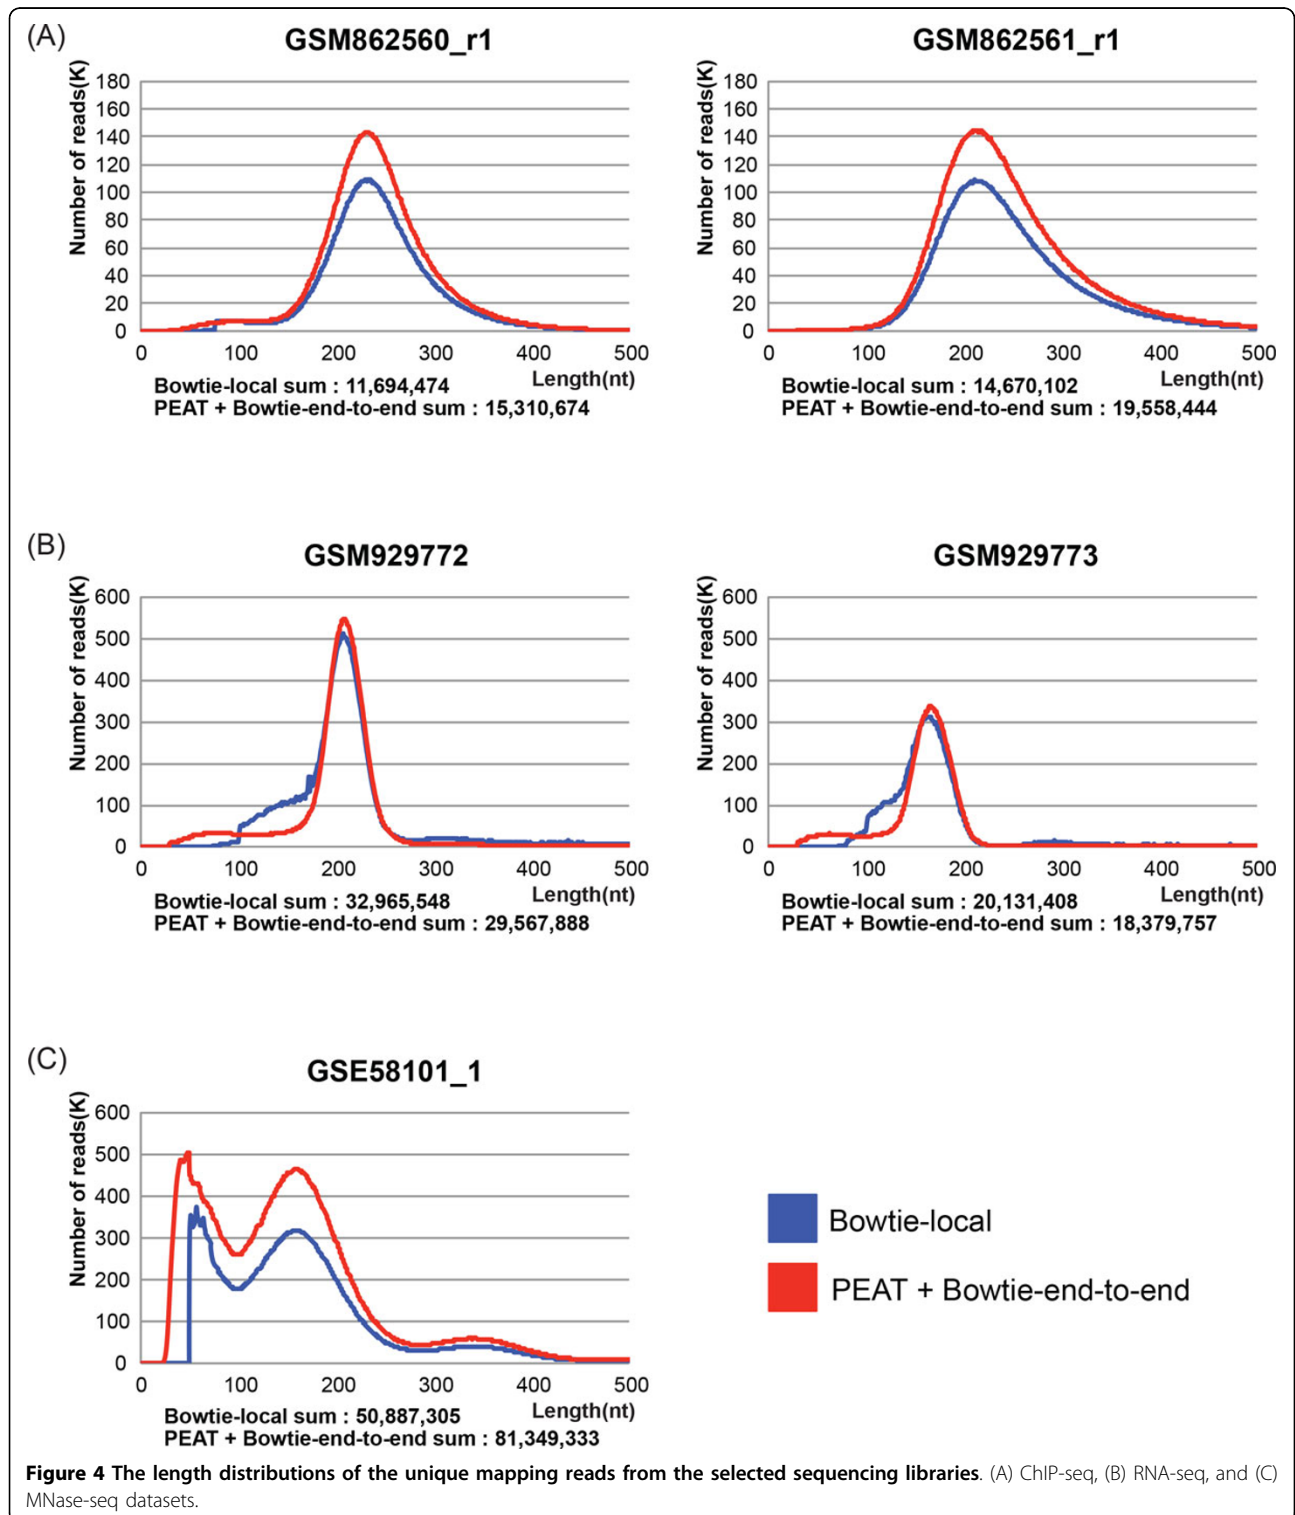 (A)
GSM862560_r1
Number of reads(K)
180
160
140
120
100
80
60
40
20
0
0 100 200 300 400 500
Length(nt)
Bowtie-local sum : 11,694,474
PEAT + Bowtie-end-to-end sum : 15,310,674
GSM862561_r1
Number of reads(K)
180
160
140
120
100
80
60
40
20
0
0 100 200 300 400 500
Length(nt)
Bowtie-local sum : 14,670,102
PEAT + Bowtie-end-to-end sum : 19,558,444
(B)
GSM929772
Number of reads(K)
600
500
400
300
200
100
0
0 100 200 300 400 500
Length(nt)
Bowtie-local sum : 32,965,548
PEAT + Bowtie-end-to-end sum : 29,567,888
GSM929773
Number of reads(K)
600
500
400
300
200
100
0
0 100 200 300 400 500
Length(nt)
Bowtie-local sum : 20,131,408
PEAT + Bowtie-end-to-end sum : 18,379,757
(C)
GSE58101_1
Number of reads(K)
600
500
400
300
200
100
0
0 100 200 300 400 500
Length(nt)
Bowtie-local sum : 50,887,305
PEAT + Bowtie-end-to-end sum : 81,349,333
Bowtie-local
PEAT + Bowtie-end-to-end
Figure 4 The length distributions of the unique mapping reads from the selected sequencing libraries. (A) ChIP-seq, (B) RNA-seq, and (C)
MNase-seq datasets.